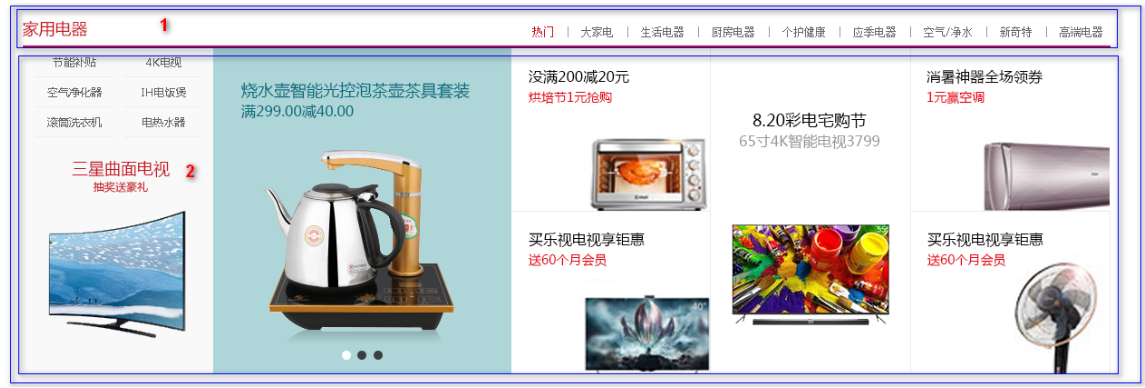 家用电器
1
热门 | 大家电 | 生活电器 | 厨房电器 | 个护健康 | 应季电器 | 空气/净水 | 新奇特 | 高端电器
节能补贴 4K电视
空气净化器 IH电饭煲
滚筒洗衣机 电热水器
三星曲面电视
抽奖送豪礼
2
烧水壶智能光控泡茶壶茶具套装
满299.00减40.00
没满200减20元
烘培节1元抢购
8.20彩电宅购节
65寸4K智能电视3799
55"
消暑神器全场领券
1元赢空调
买乐视电视享钜惠
送60个月会员
40"
买乐视电视享钜惠
送60个月会员